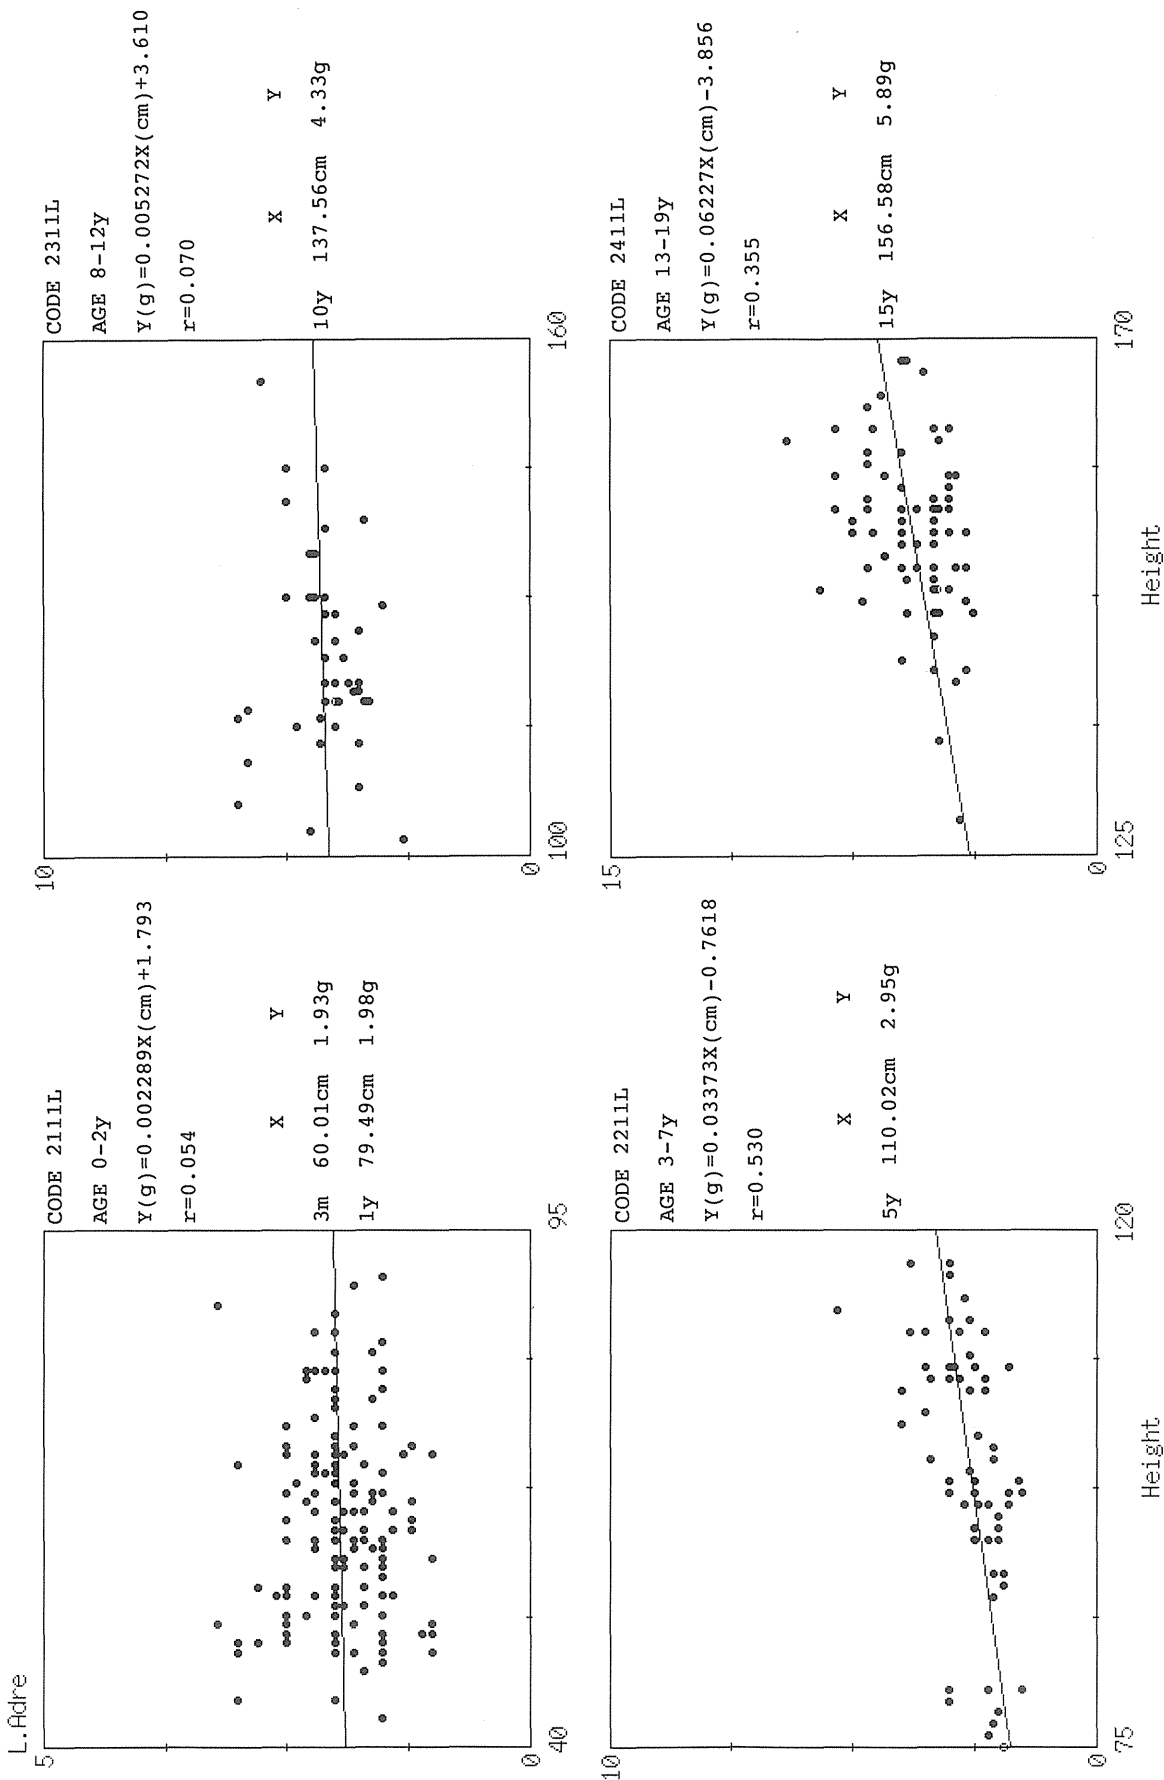 L.Adre
5
0
40
95
CODE 2111L
AGE 0-2y
Y(g)=0.002289X(cm)+1.793
r=0.054
X Y
3m 60.01cm 1.93g
1y 79.49cm 1.98g
10
0
100
160
CODE 2311L
AGE 8-12y
Y(g)=0.005272X(cm)+3.610
r=0.070
X Y
10y 137.56cm 4.33g
10
0
75
120
Height
CODE 2211L
AGE 3-7y
Y(g)=0.03373X(cm)-0.7618
r=0.530
X Y
5y 110.02cm 2.95g
15
0
125
170
Height
CODE 2411L
AGE 13-19y
Y(g)=0.06227X(cm)-3.856
r=0.355
X Y
15y 156.58cm 5.89g